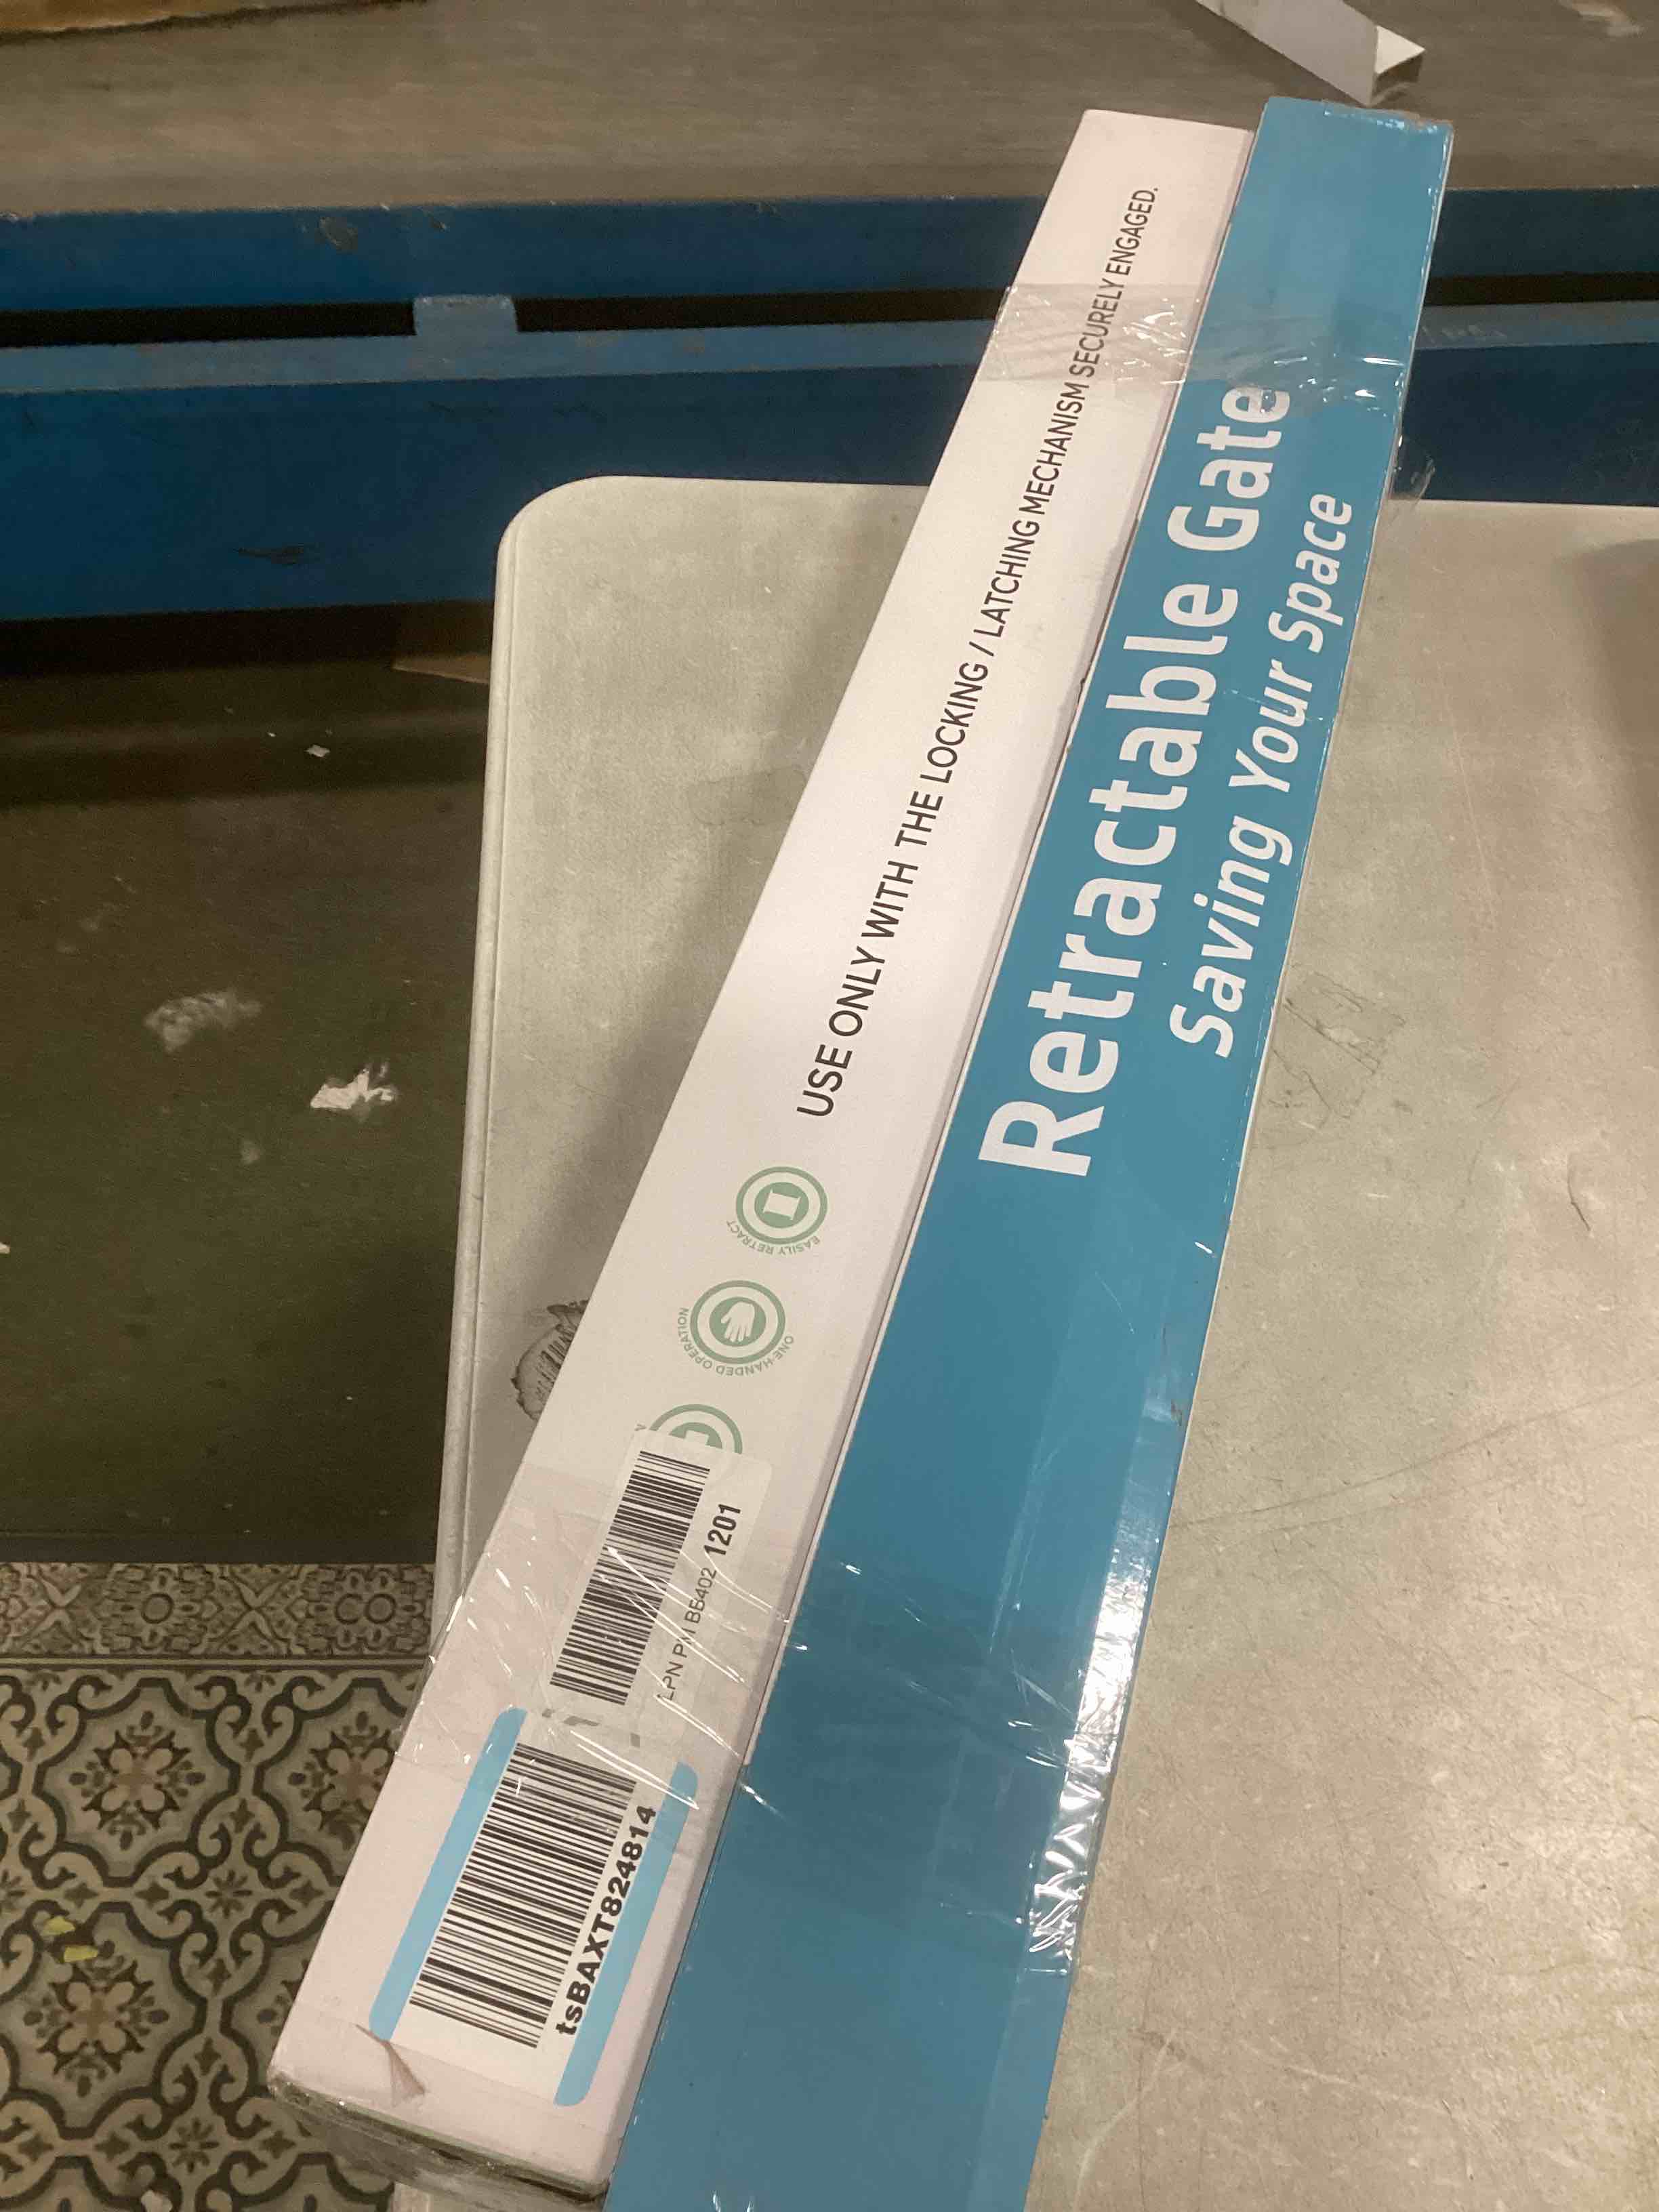 USE ONLY WITH THE LOCKING / LATCHING MECHANISM SECURELY ENGAGED.
Retractable Gate
Saving Your Space
EASILY RETRACT
ONE-HANDED OPERATION
1201
tsBAXT824814